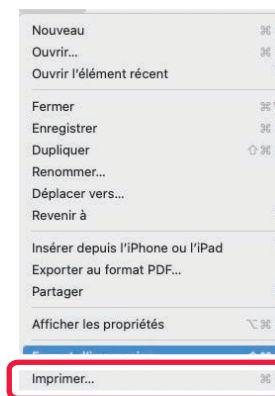 Nouveau ⌘
Ouvrir... ⌘
Ouvrir l'élément récent
Fermer ⌘
Enregistrer ⌘
Dupliquer ⇧⌘
Renommer...
Déplacer vers...
Revenir à
Insérer depuis l'iPhone ou l'iPad
Exporter au format PDF...
Partager
Afficher les propriétés ⌥⌘
Imprimer... ⌘